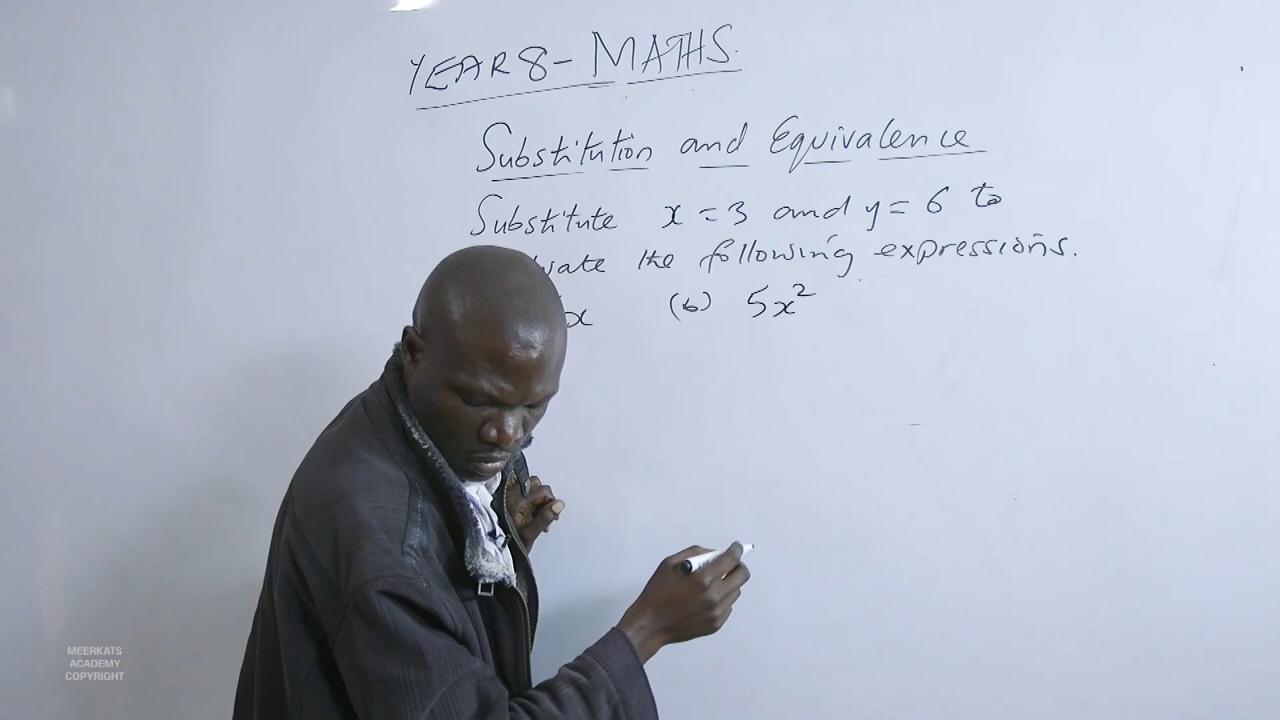 YEAR 8 - MATHS.
Substitution and Equivalence
Substitute x = 3 and y = 6 to
the following expressions.
x (b) 5x²
MEERKATS
ACADEMY
COPYRIGHT